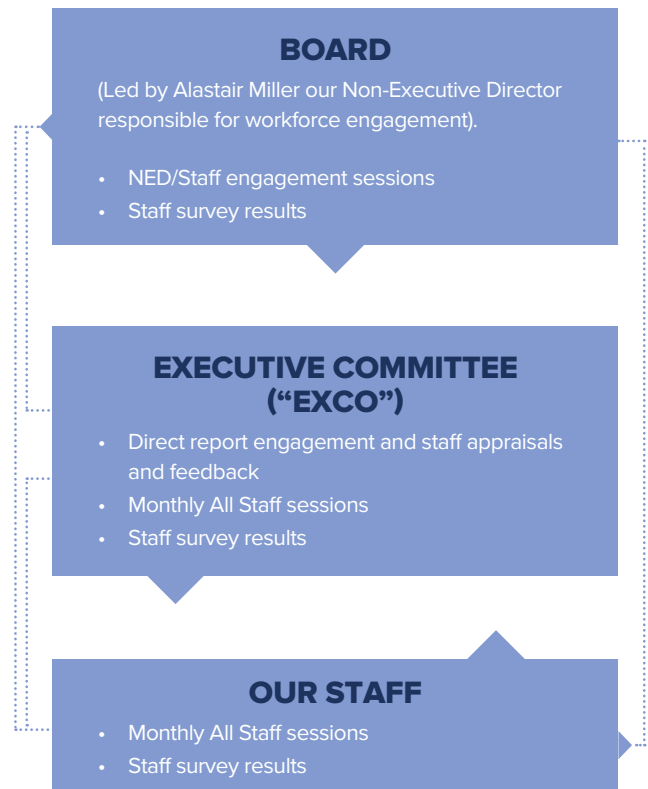 BOARD
(Led by Alastair Miller our Non-Executive Director
responsible for workforce engagement).
• NED/Staff engagement sessions
• Staff survey results
EXECUTIVE COMMITTEE
(“EXCO”)
• Direct report engagement and staff appraisals
and feedback
• Monthly All Staff sessions
• Staff survey results
OUR STAFF
• Monthly All Staff sessions
• Staff survey results